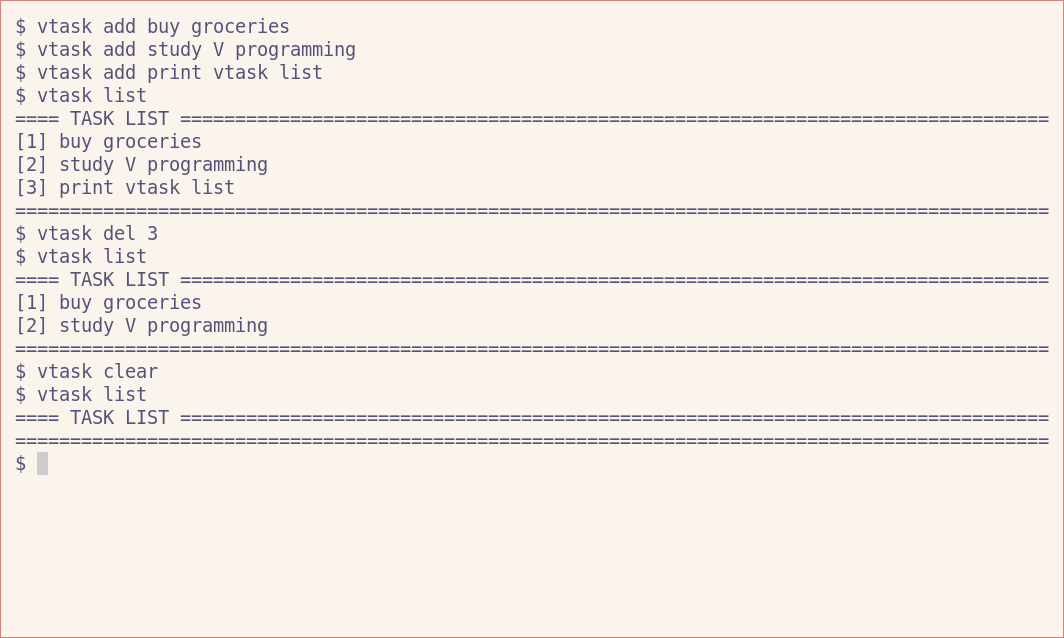 $ vtask add buy groceries
$ vtask add study V programming
$ vtask add print vtask list
$ vtask list
==== TASK LIST ===============================================================================
[1] buy groceries
[2] study V programming
[3] print vtask list
==============================================================================================
$ vtask del 3
$ vtask list
==== TASK LIST ===============================================================================
[1] buy groceries
[2] study V programming
==============================================================================================
$ vtask clear
$ vtask list
==== TASK LIST ===============================================================================
==============================================================================================
$